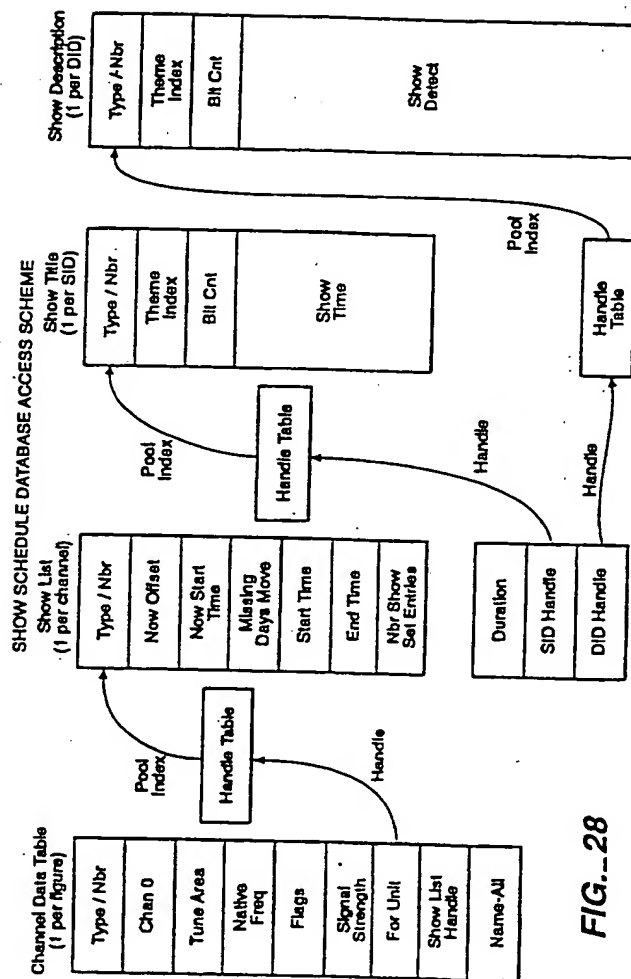 SHOW SCHEDULE DATABASE ACCESS SCHEME
Channel Data Table
(1 per figure)
Type / Nbr
Chan 0
Tune Area
Native
Freq
Flags
Signal
Strength
For Unit
Show List
Handle
Name-All
Handle
Handle Table
Pool
Index
Show List
(1 per channel)
Type / Nbr
Now Offset
Now Start
Time
Missing
Days Move
Start Time
End Time
Nbr Show
Set Entries
Duration
SID Handle
DID Handle
Handle
Handle Table
Pool
Index
Show Title
(1 per SID)
Type / Nbr
Theme
Index
Blt Cnt
Show
Time
Handle
Handle
Table
Pool
Index
Show Description
(1 per DID)
Type / Nbr
Theme
Index
Blt Cnt
Show
Detect
FIG._28